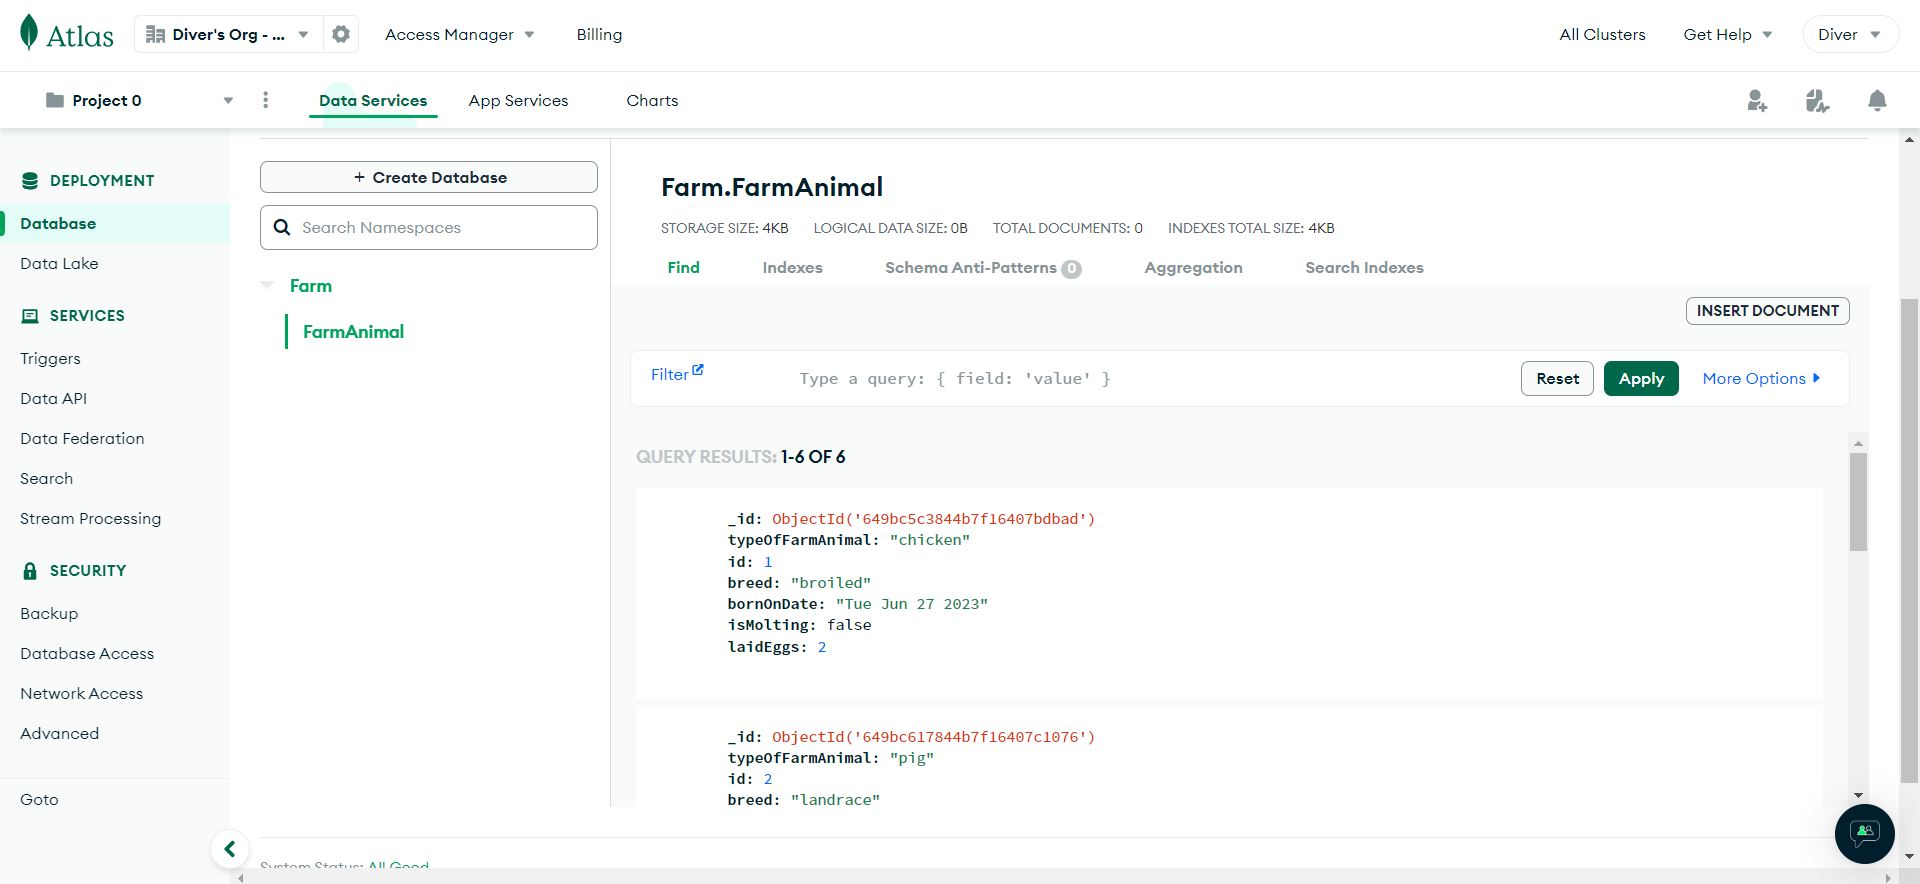 Atlas
Diver's Org - ...
Access Manager
Billing
All Clusters
Get Help
Diver
Project 0
Data Services
App Services
Charts
DEPLOYMENT
Database
Data Lake
SERVICES
Triggers
Data API
Data Federation
Search
Stream Processing
SECURITY
Backup
Database Access
Network Access
Advanced
Goto
+ Create Database
Search Namespaces
Farm
FarmAnimal
Farm.FarmAnimal
STORAGE SIZE: 4KB LOGICAL DATA SIZE: 0B TOTAL DOCUMENTS: 0 INDEXES TOTAL SIZE: 4KB
Find Indexes Schema Anti-Patterns 0 Aggregation Search Indexes
INSERT DOCUMENT
Filter Type a query: { field: 'value' } Reset Apply More Options
QUERY RESULTS: 1-6 OF 6
_id: ObjectId('649bc5c3844b7f16407bdbad')
typeOfFarmAnimal: "chicken"
id: 1
breed: "broiled"
bornOnDate: "Tue Jun 27 2023"
isMolting: false
laidEggs: 2
_id: ObjectId('649bc617844b7f16407c1076')
typeOfFarmAnimal: "pig"
id: 2
breed: "landrace"
System Status: All Good